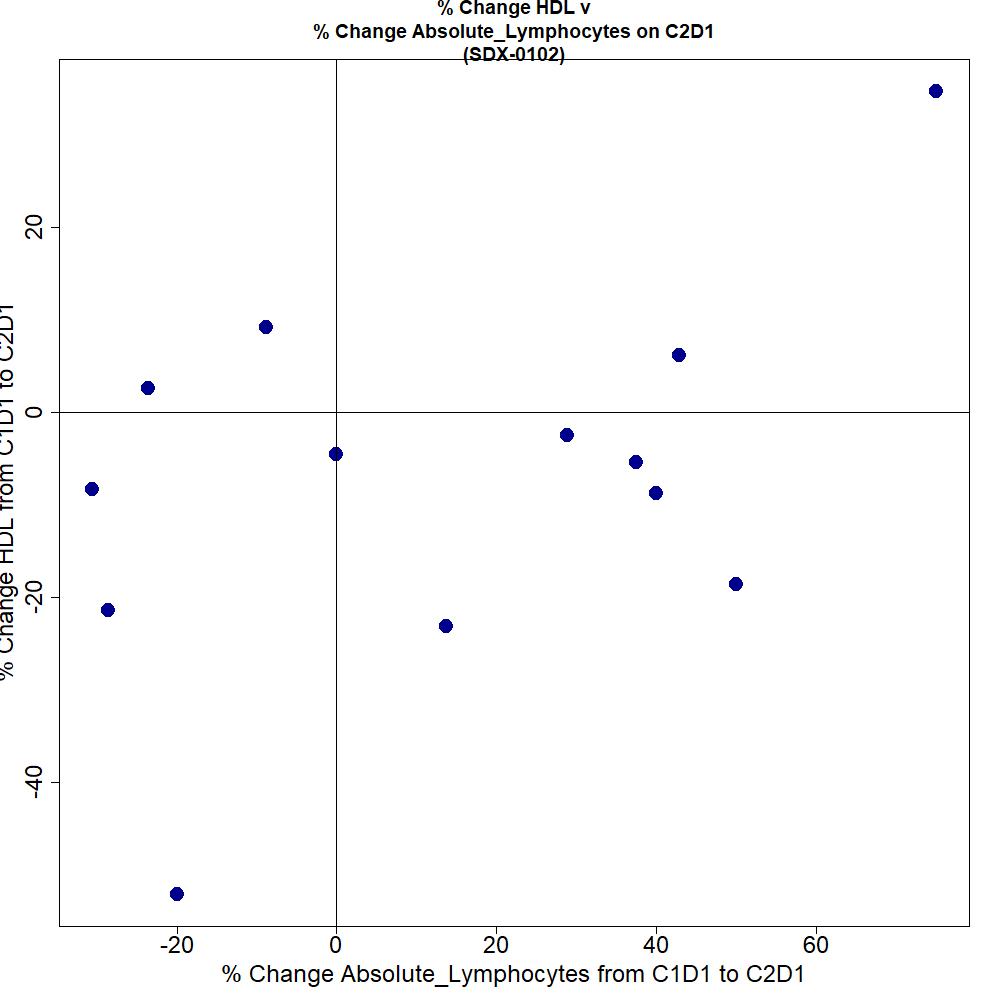 % Change HDL v
% Change Absolute_Lymphocytes on C2D1
(SDX-0102)
% Change HDL from C1D1 to C2D1
20
0
-20
-40
-20
0
20
40
60
% Change Absolute_Lymphocytes from C1D1 to C2D1